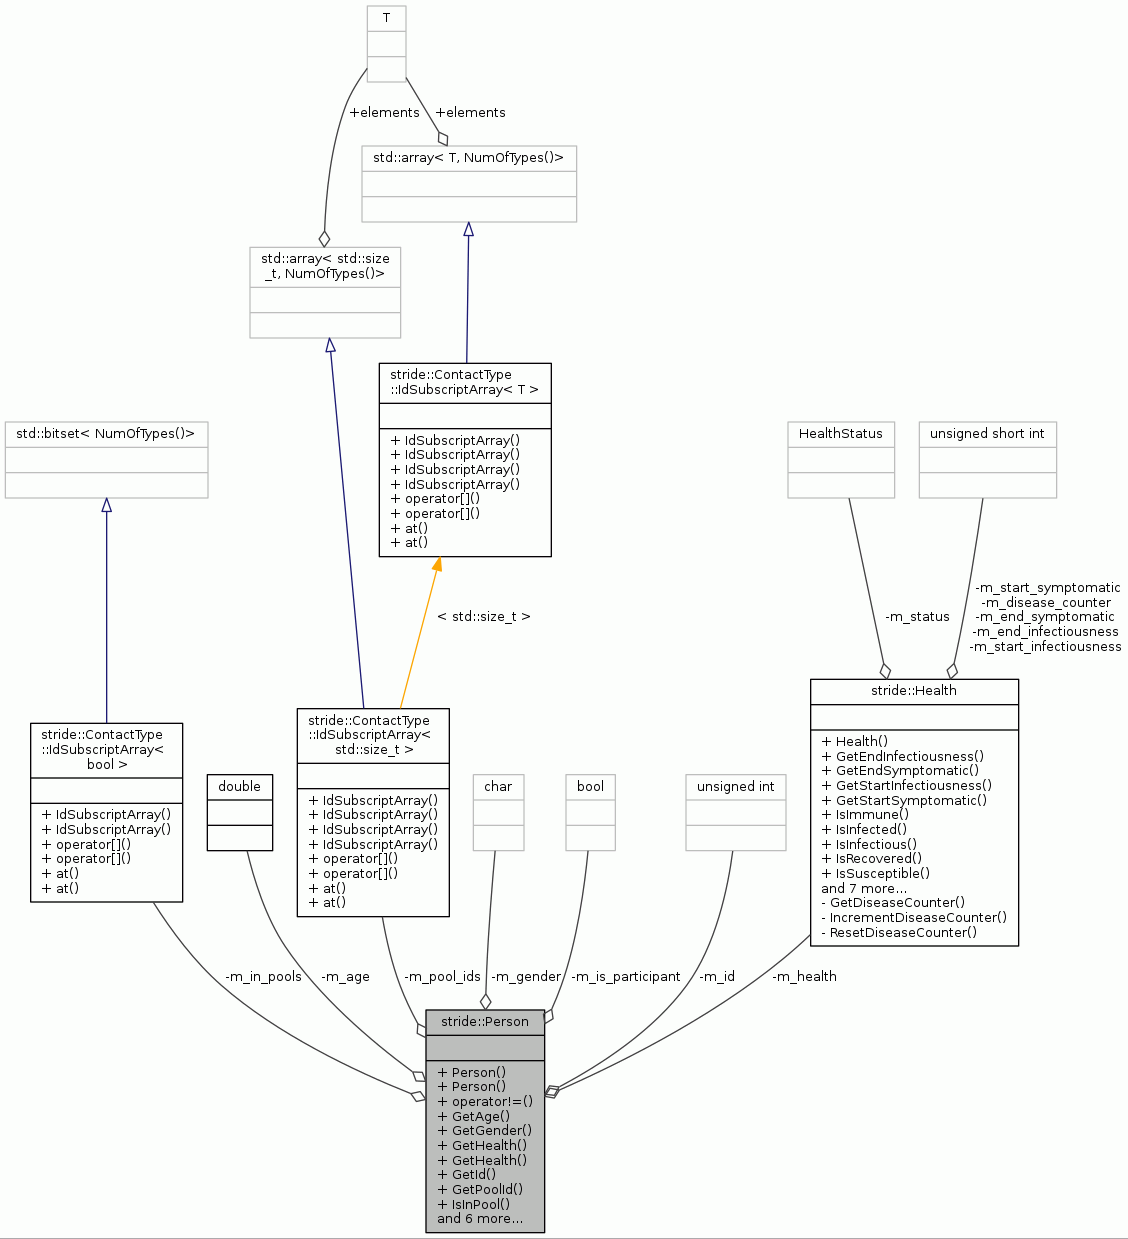 T
+elements
+elements
std::array< T, NumOfTypes()>
std::array< std::size
_t, NumOfTypes()>
stride::ContactType
::IdSubscriptArray< T >
+ IdSubscriptArray()
+ IdSubscriptArray()
+ IdSubscriptArray()
+ IdSubscriptArray()
+ operator[]()
+ operator[]()
+ at()
+ at()
std::bitset< NumOfTypes()>
HealthStatus
unsigned short int
< std::size_t >
-m_status
-m_start_symptomatic
-m_disease_counter
-m_end_symptomatic
-m_end_infectiousness
-m_start_infectiousness
stride::ContactType
::IdSubscriptArray<
bool >
+ IdSubscriptArray()
+ IdSubscriptArray()
+ operator[]()
+ operator[]()
+ at()
+ at()
double
stride::ContactType
::IdSubscriptArray<
std::size_t >
+ IdSubscriptArray()
+ IdSubscriptArray()
+ IdSubscriptArray()
+ IdSubscriptArray()
+ operator[]()
+ operator[]()
+ at()
+ at()
char
bool
unsigned int
stride::Health
+ Health()
+ GetEndInfectiousness()
+ GetEndSymptomatic()
+ GetStartInfectiousness()
+ GetStartSymptomatic()
+ IsImmune()
+ IsInfected()
+ IsInfectious()
+ IsRecovered()
+ IsSusceptible()
and 7 more...
- GetDiseaseCounter()
- IncrementDiseaseCounter()
- ResetDiseaseCounter()
-m_in_pools
-m_age
-m_pool_ids
-m_gender
-m_is_participant
-m_id
-m_health
stride::Person
+ Person()
+ Person()
+ operator!=()
+ GetAge()
+ GetGender()
+ GetHealth()
+ GetHealth()
+ GetId()
+ GetPoolId()
+ IsInPool()
and 6 more...